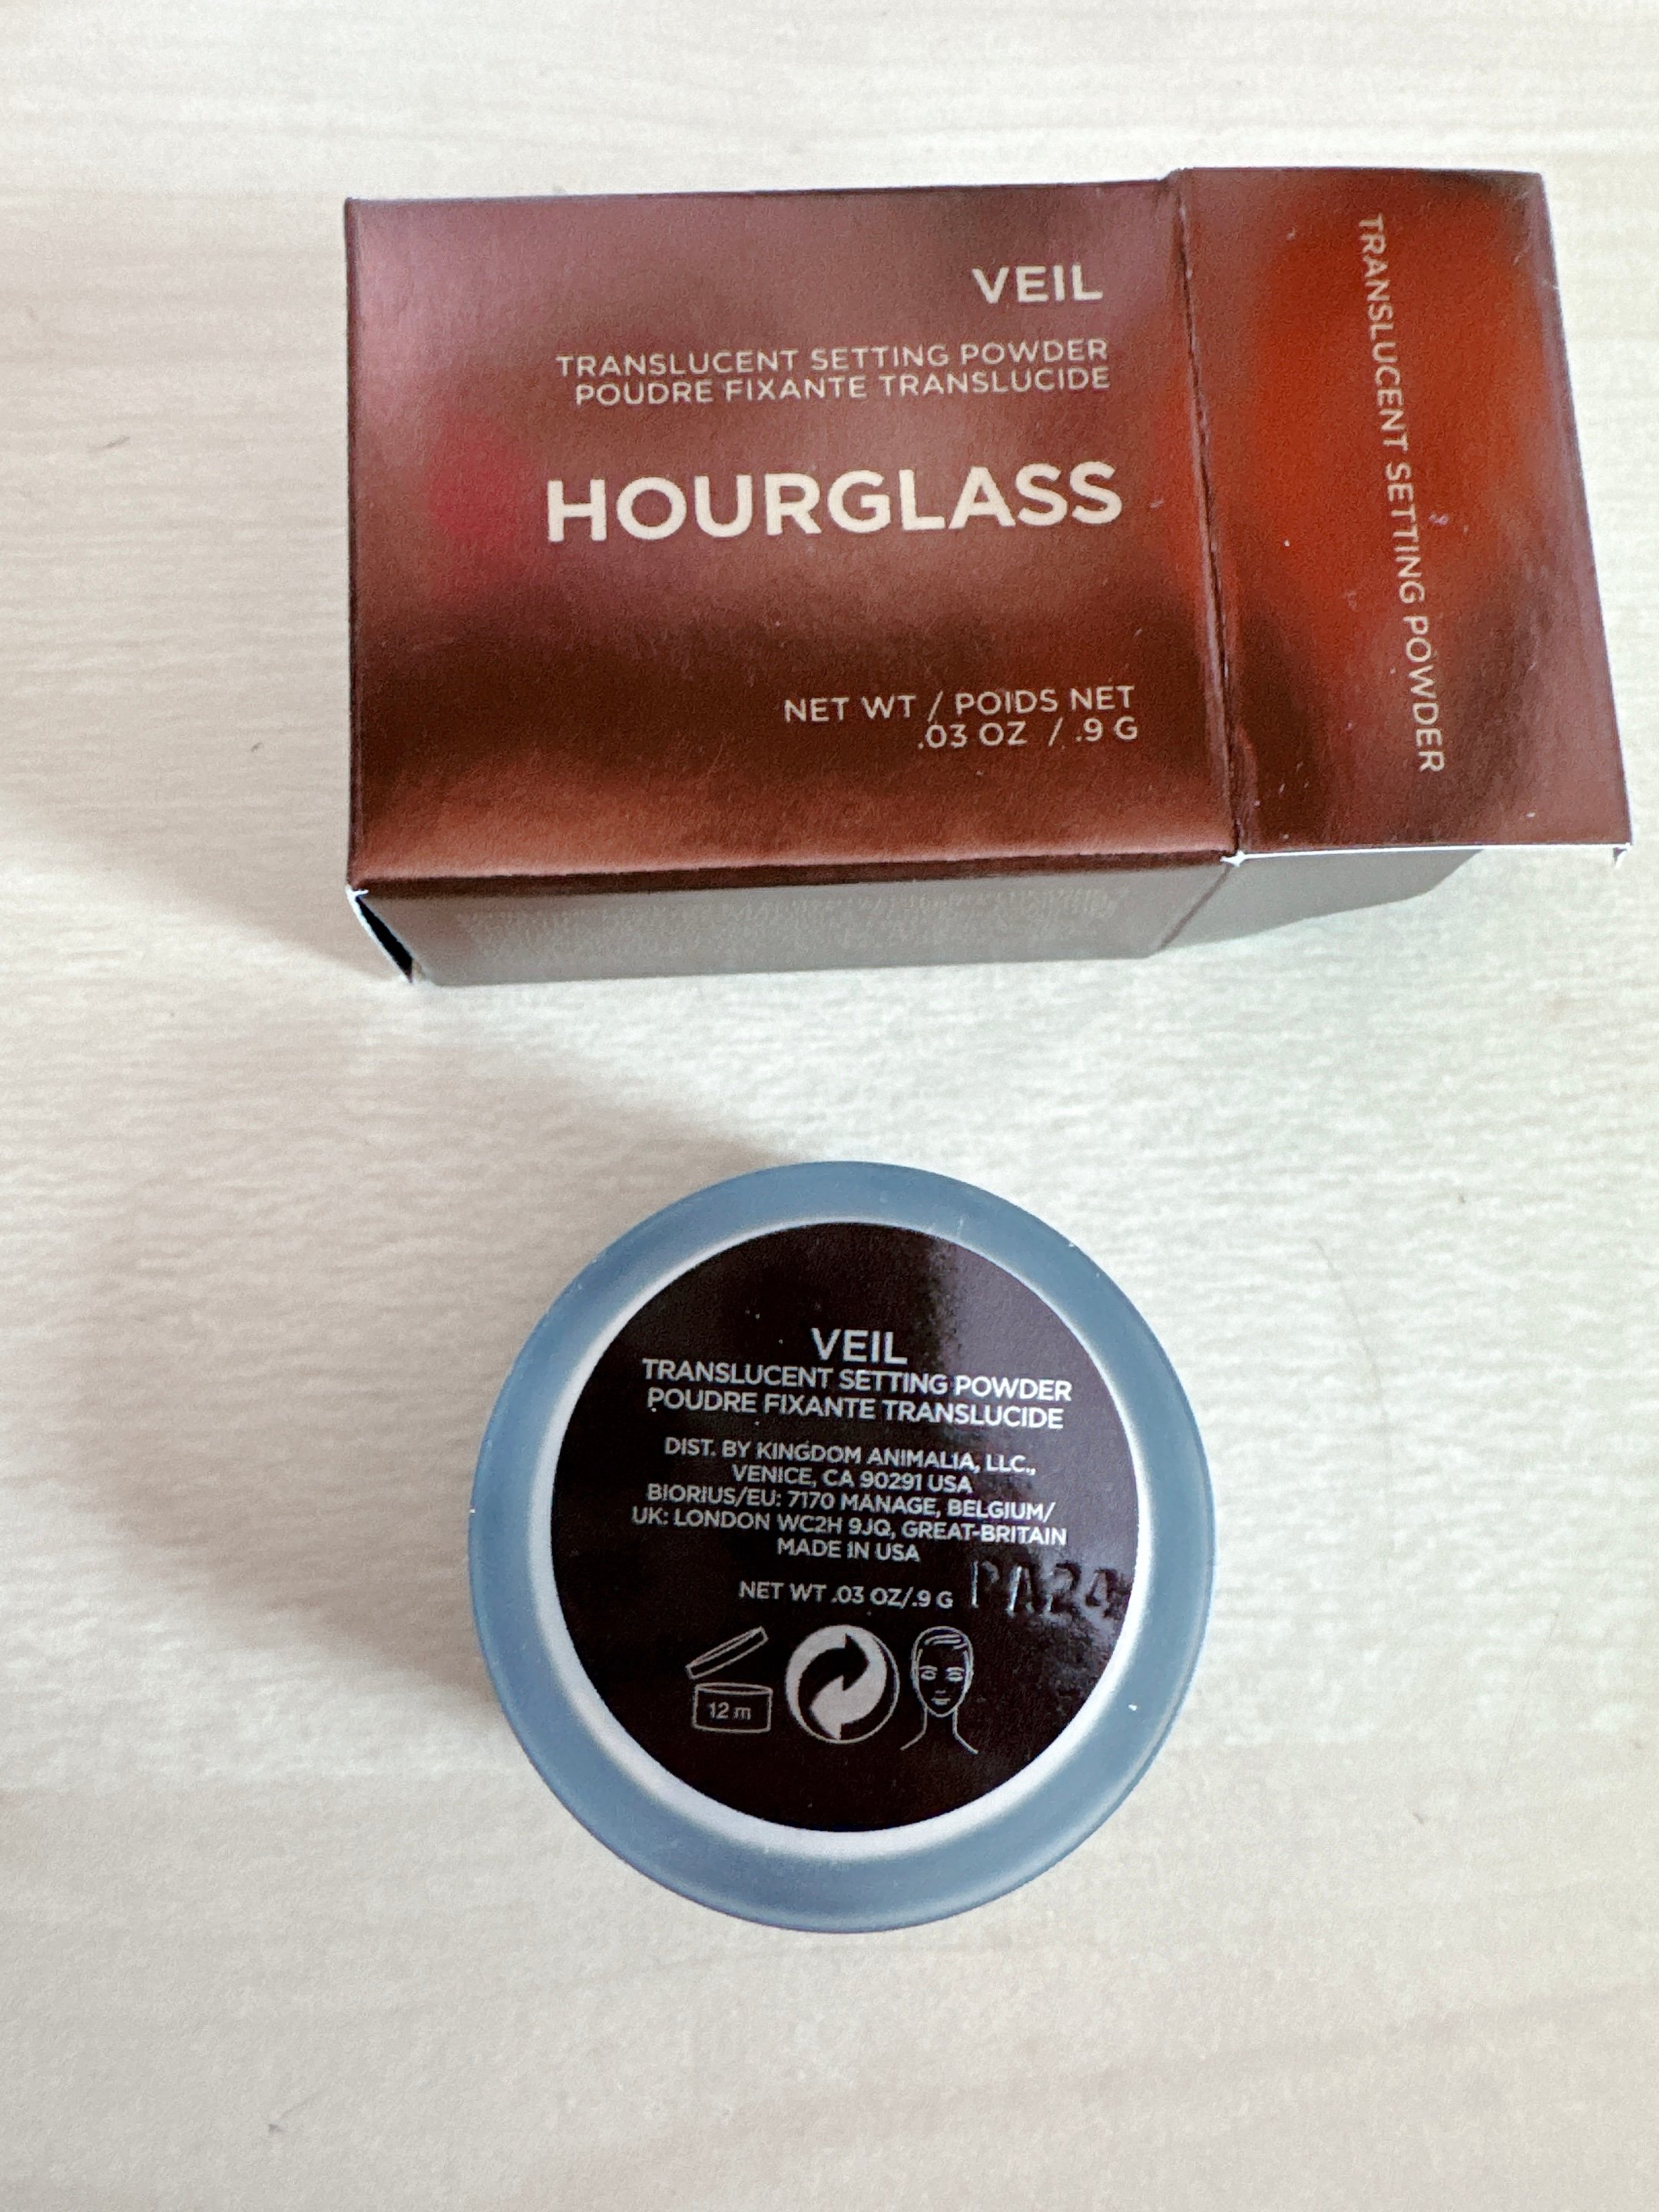 VEIL
TRANSLUCENT SETTING POWDER
POUDRE FIXANTE TRANSLUCIDE
HOURGLASS
NET WT / POIDS NET
.03 OZ / .9 G
TRANSLUCENT SETTING POWDER
VEIL
TRANSLUCENT SETTING POWDER
POUDRE FIXANTE TRANSLUCIDE
DIST. BY KINGDOM ANIMALIA, LLC.,
VENICE, CA 90291 USA
BIORIUS/EU: 7170 MANAGE, BELGIUM/
UK: LONDON WC2H 9JQ, GREAT-BRITAIN
MADE IN USA
NET WT .03 OZ/.9 G
12 m